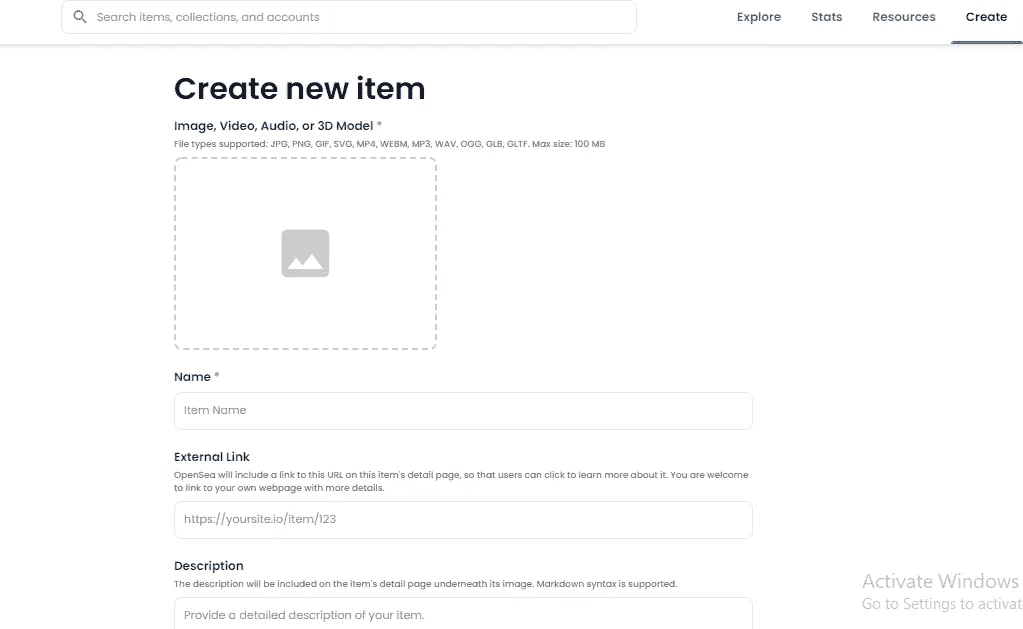 Search items, collections, and accounts
Explore
Stats
Resources
Create
Create new item
Image, Video, Audio, or 3D Model *
File types supported: JPG, PNG, GIF, SVG, MP4, WEBM, MP3, WAV, OGG, GLB, GLTF. Max size: 100 MB
Name *
Item Name
External Link
OpenSea will include a link to this URL on this item's detail page, so that users can click to learn more about it. You are welcome
to link to your own webpage with more details.
https://yoursite.io/item/123
Description
The description will be included on the item's detail page underneath its image. Markdown syntax is supported.
Provide a detailed description of your item.
Activate Windows
Go to Settings to activat